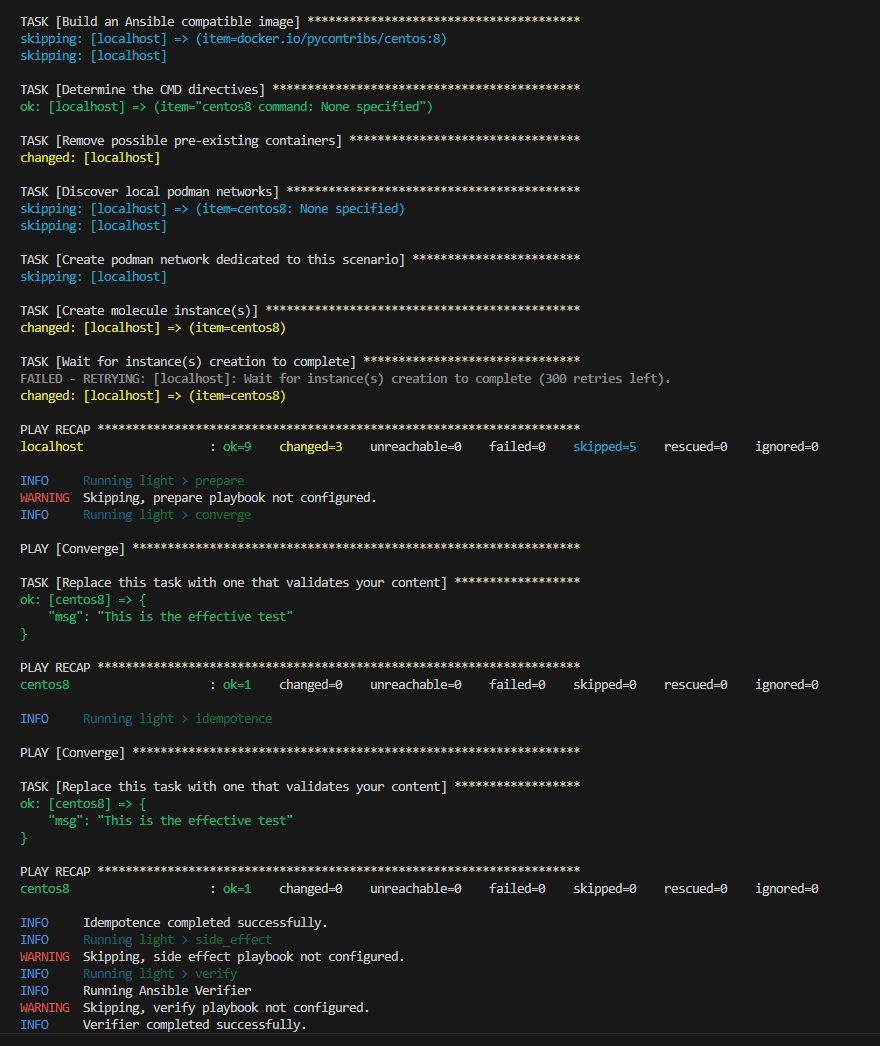 TASK [Build an Ansible compatible image] ***************************************
skipping: [localhost] => (item=docker.io/pycontribs/centos:8)
skipping: [localhost]
TASK [Determine the CMD directives] ********************************************
ok: [localhost] => (item="centos8 command: None specified")
TASK [Remove possible pre-existing containers] *********************************
changed: [localhost]
TASK [Discover local podman networks] ******************************************
skipping: [localhost] => (item=centos8: None specified)
skipping: [localhost]
TASK [Create podman network dedicated to this scenario] ************************
skipping: [localhost]
TASK [Create molecule instance(s)] *********************************************
changed: [localhost] => (item=centos8)
TASK [Wait for instance(s) creation to complete] *******************************
FAILED - RETRYING: [localhost]: Wait for instance(s) creation to complete (300 retries left).
changed: [localhost] => (item=centos8)
PLAY RECAP *********************************************************************
localhost                  : ok=9    changed=3    unreachable=0    failed=0    skipped=5    rescued=0    ignored=0
INFO     Running light > prepare
WARNING  Skipping, prepare playbook not configured.
INFO     Running light > converge
PLAY [Converge] ****************************************************************
TASK [Replace this task with one that validates your content] ******************
ok: [centos8] => {
    "msg": "This is the effective test"
}
PLAY RECAP *********************************************************************
centos8                    : ok=1    changed=0    unreachable=0    failed=0    skipped=0    rescued=0    ignored=0
INFO     Running light > idempotence
PLAY [Converge] ****************************************************************
TASK [Replace this task with one that validates your content] ******************
ok: [centos8] => {
    "msg": "This is the effective test"
}
PLAY RECAP *********************************************************************
centos8                    : ok=1    changed=0    unreachable=0    failed=0    skipped=0    rescued=0    ignored=0
INFO     Idempotence completed successfully.
INFO     Running light > side_effect
WARNING  Skipping, side effect playbook not configured.
INFO     Running light > verify
INFO     Running Ansible Verifier
WARNING  Skipping, verify playbook not configured.
INFO     Verifier completed successfully.